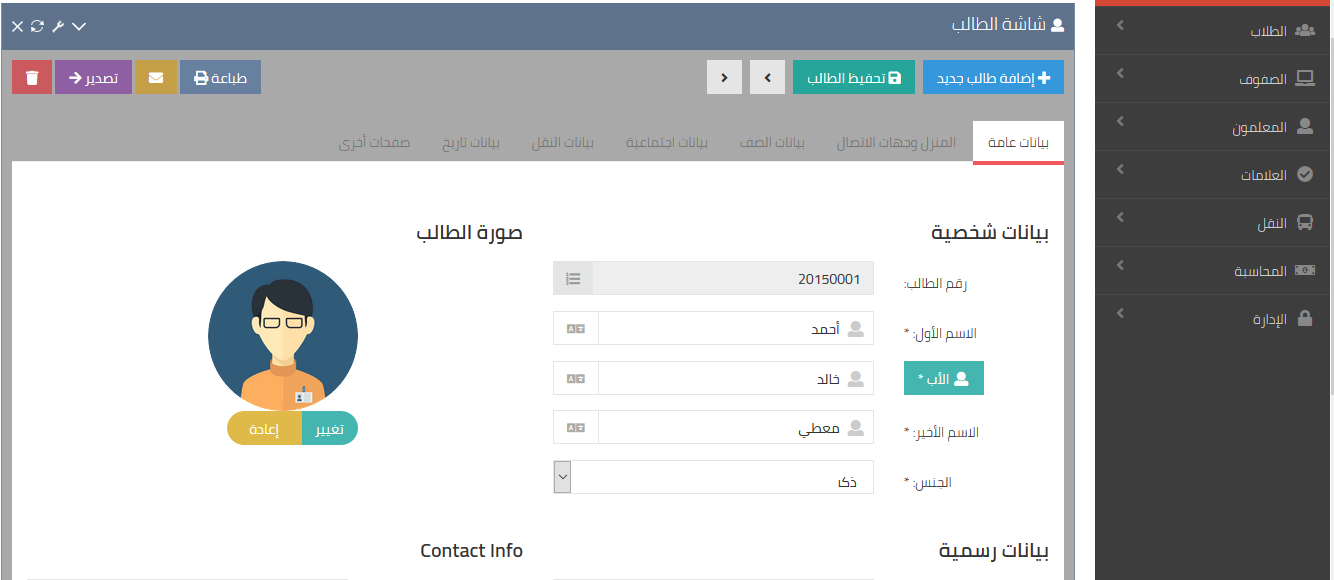 الطلاب
الصفوف
المعلمون
العلامات
النقل
المحاسبة
الإدارة
شاشة الطالب
إضافة طالب جديد
تحفيظ الطالب
طباعة
تصدير
بيانات عامة
المنزل وجهات الاتصال
بيانات الصف
بيانات اجتماعية
بيانات النقل
بيانات تاريخ
صفحات أخرى
بيانات شخصية
رقم الطالب:
20150001
الاسم الأول: *
أحمد
الأب *
خالد
الاسم الأخير: *
معطي
الجنس: *
ذكر
صورة الطالب
تغيير
إعادة
بيانات رسمية
Contact Info